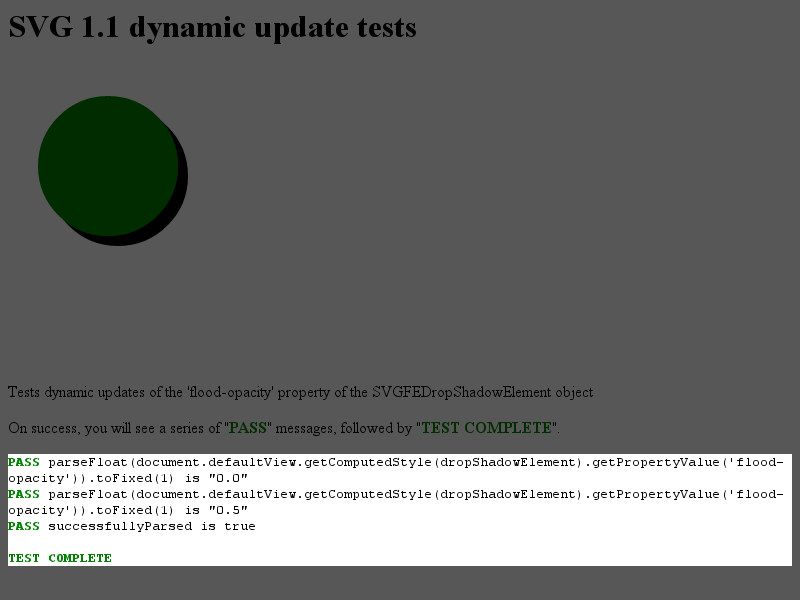 SVG 1.1 dynamic update tests
Tests dynamic updates of the 'flood-opacity' property of the SVGFEDropShadowElement object
On success, you will see a series of "PASS" messages, followed by "TEST COMPLETE".
PASS parseFloat(document.defaultView.getComputedStyle(dropShadowElement).getPropertyValue('flood-
opacity')).toFixed(1) is "0.0"
PASS parseFloat(document.defaultView.getComputedStyle(dropShadowElement).getPropertyValue('flood-
opacity')).toFixed(1) is "0.5"
PASS successfullyParsed is true
TEST COMPLETE